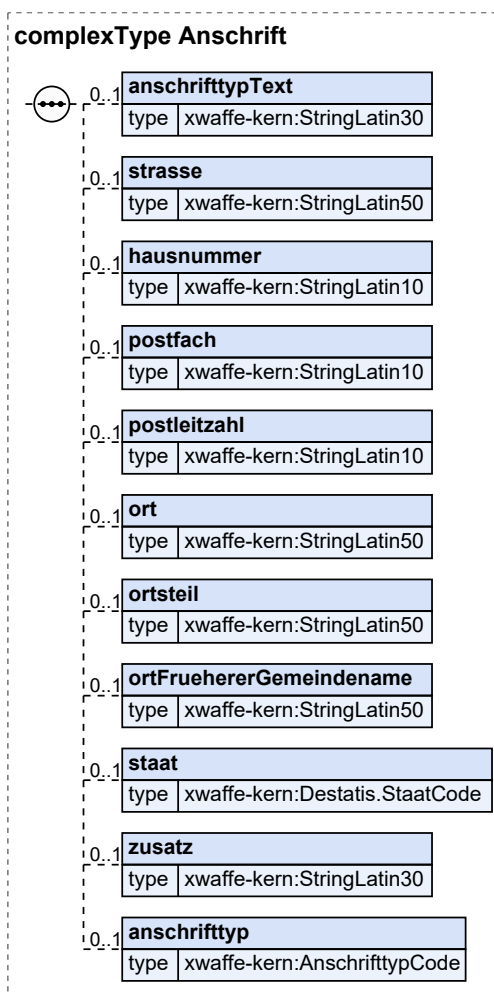 complexType Anschrift
0..1 anschrifttypText
type xwaffe-kern:StringLatin30
0..1 strasse
type xwaffe-kern:StringLatin50
0..1 hausnummer
type xwaffe-kern:StringLatin10
0..1 postfach
type xwaffe-kern:StringLatin10
0..1 postleitzahl
type xwaffe-kern:StringLatin10
0..1 ort
type xwaffe-kern:StringLatin50
0..1 ortsteil
type xwaffe-kern:StringLatin50
0..1 ortFruehererGemeindename
type xwaffe-kern:StringLatin50
0..1 staat
type xwaffe-kern:Destatis.StaatCode
0..1 zusatz
type xwaffe-kern:StringLatin30
0..1 anschrifttyp
type xwaffe-kern:AnschrifttypCode